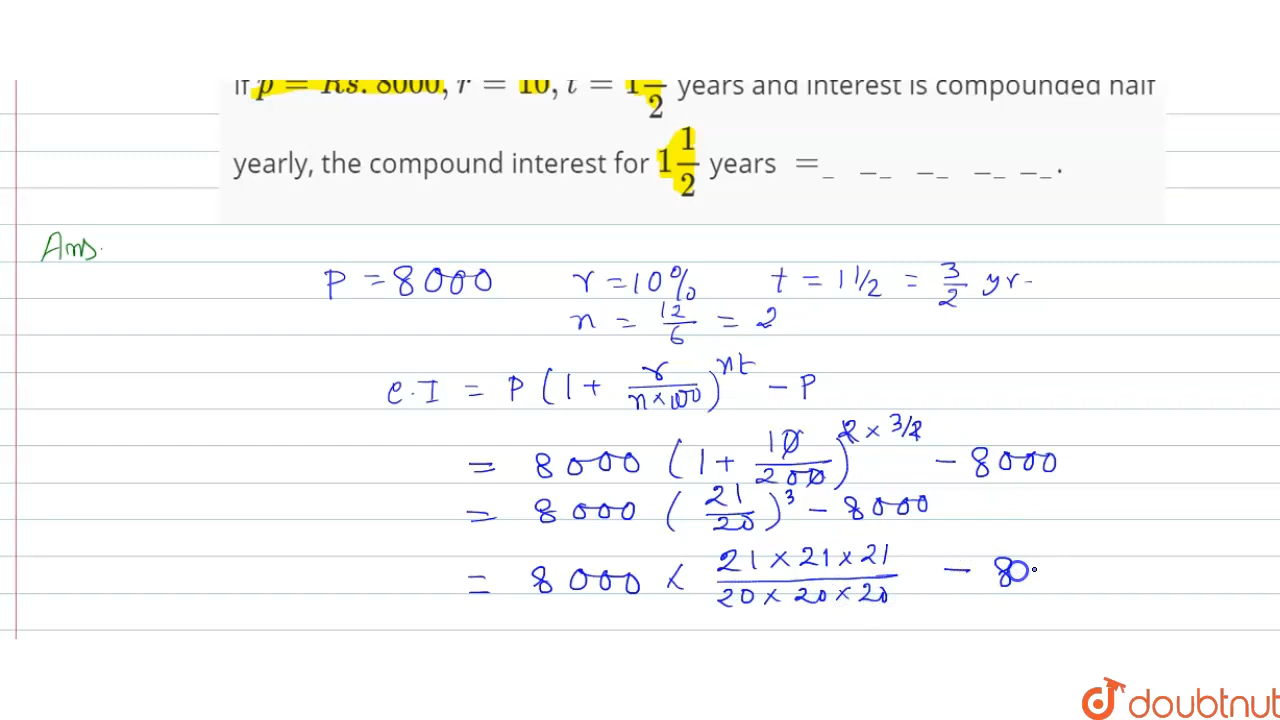 If p = Rs. 8000, r = 10, t = 1 1/2 years and interest is compounded half
yearly, the compound interest for 1 1/2 years = _ _ _ _ _ _ _ _ _.
Ans.
P = 8000 r = 10% t = 1 1/2 = 3/2 yr.
n = 12/6 = 2
C.I = P (1 + r/(n×100))^nt - P
= 8000 (1 + 10/200)^2×3/2 - 8000
= 8000 (21/20)^3 - 8000
= 8000 × (21×21×21)/(20×20×20) - 80
doubtnut